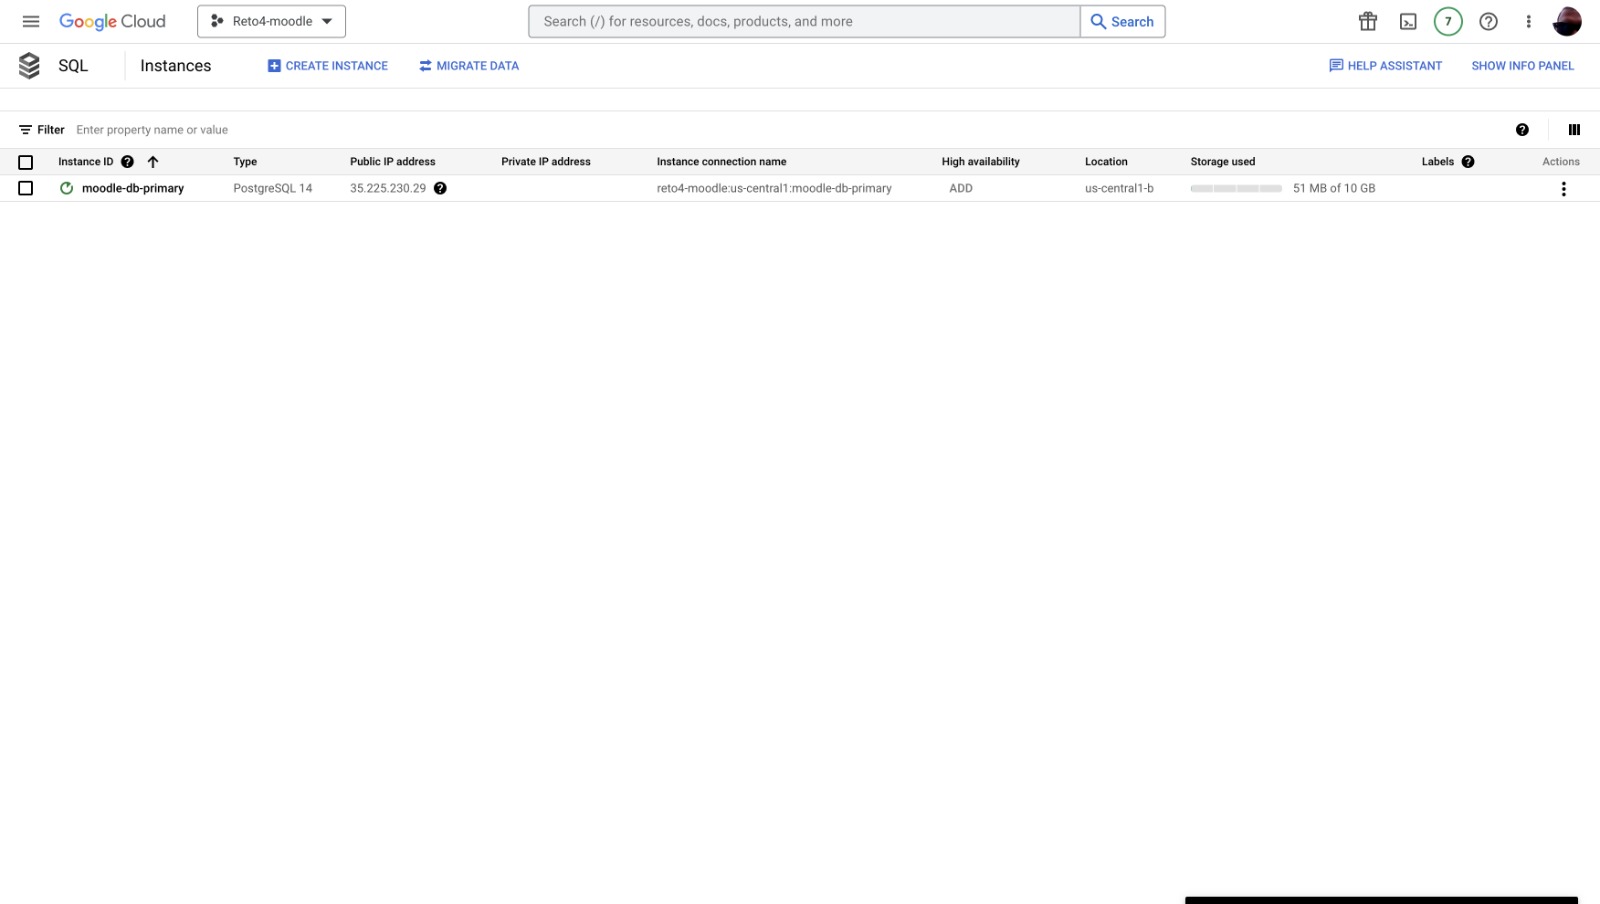 Google Cloud Reto4-moodle Search (/) for resources, docs, products, and more Search 7
SQL Instances CREATE INSTANCE MIGRATE DATA HELP ASSISTANT SHOW INFO PANEL
Filter Enter property name or value
Instance ID Type Public IP address Private IP address Instance connection name High availability Location Storage used Labels Actions
moodle-db-primary PostgreSQL 14 35.225.230.29 reto4-moodle:us-central1:moodle-db-primary ADD us-central1-b 51 MB of 10 GB